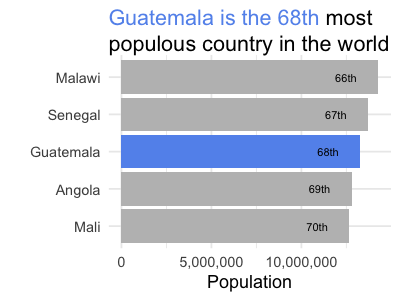 Guatemala is the 68th most
populous country in the world
Malawi 66th
Senegal 67th
Guatemala 68th
Angola 69th
Mali 70th
0 5,000,000 10,000,000
Population